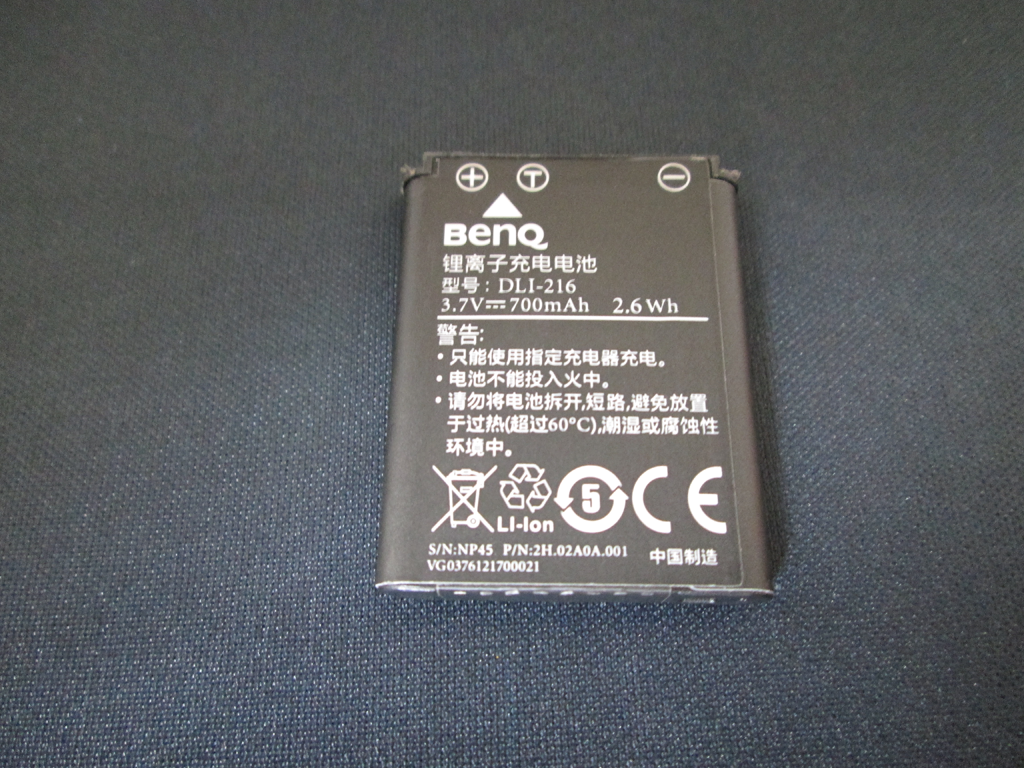 + T −
BenQ
锂离子充电电池
型号: DLI-216
3.7V⎓700mAh 2.6Wh
警告:
•只能使用指定充电器充电。
•电池不能投入火中。
•请勿将电池拆开,短路,避免放置
于过热(超过60°C),潮湿或腐蚀性
环境中。
Li-ion 5 CE
S/N:NP45 P/N:2H.02A0A.001 中国制造
VG0376121700021